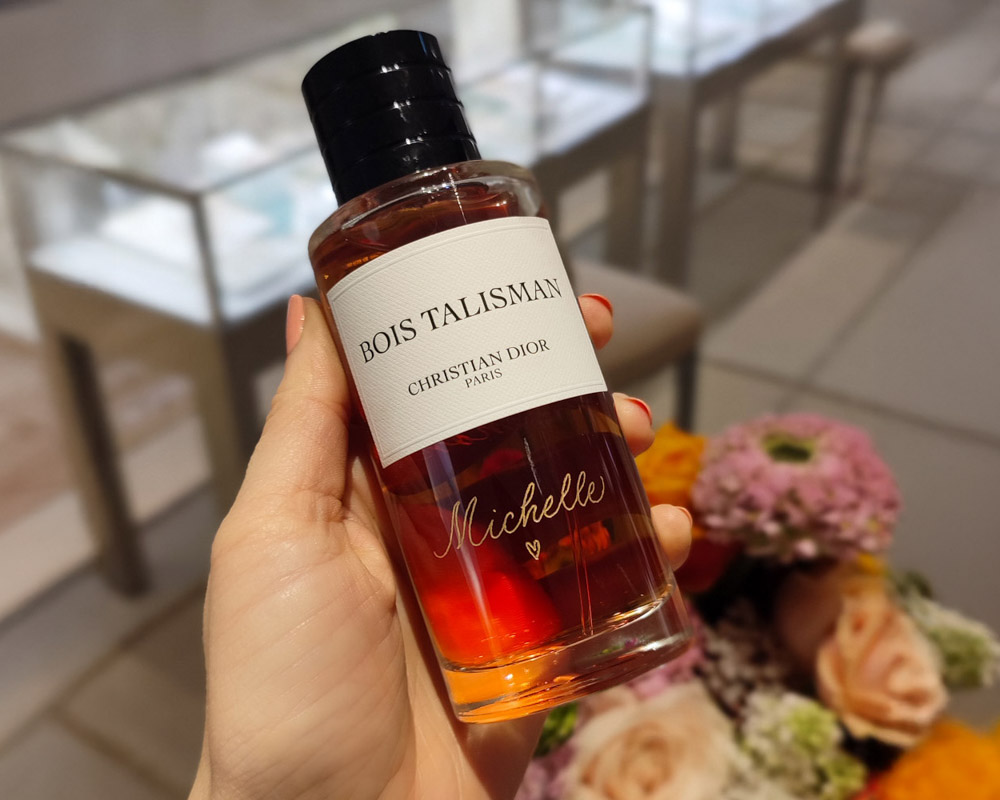 BOIS TALISMAN
CHRISTIAN DIOR
PARIS
Michelle